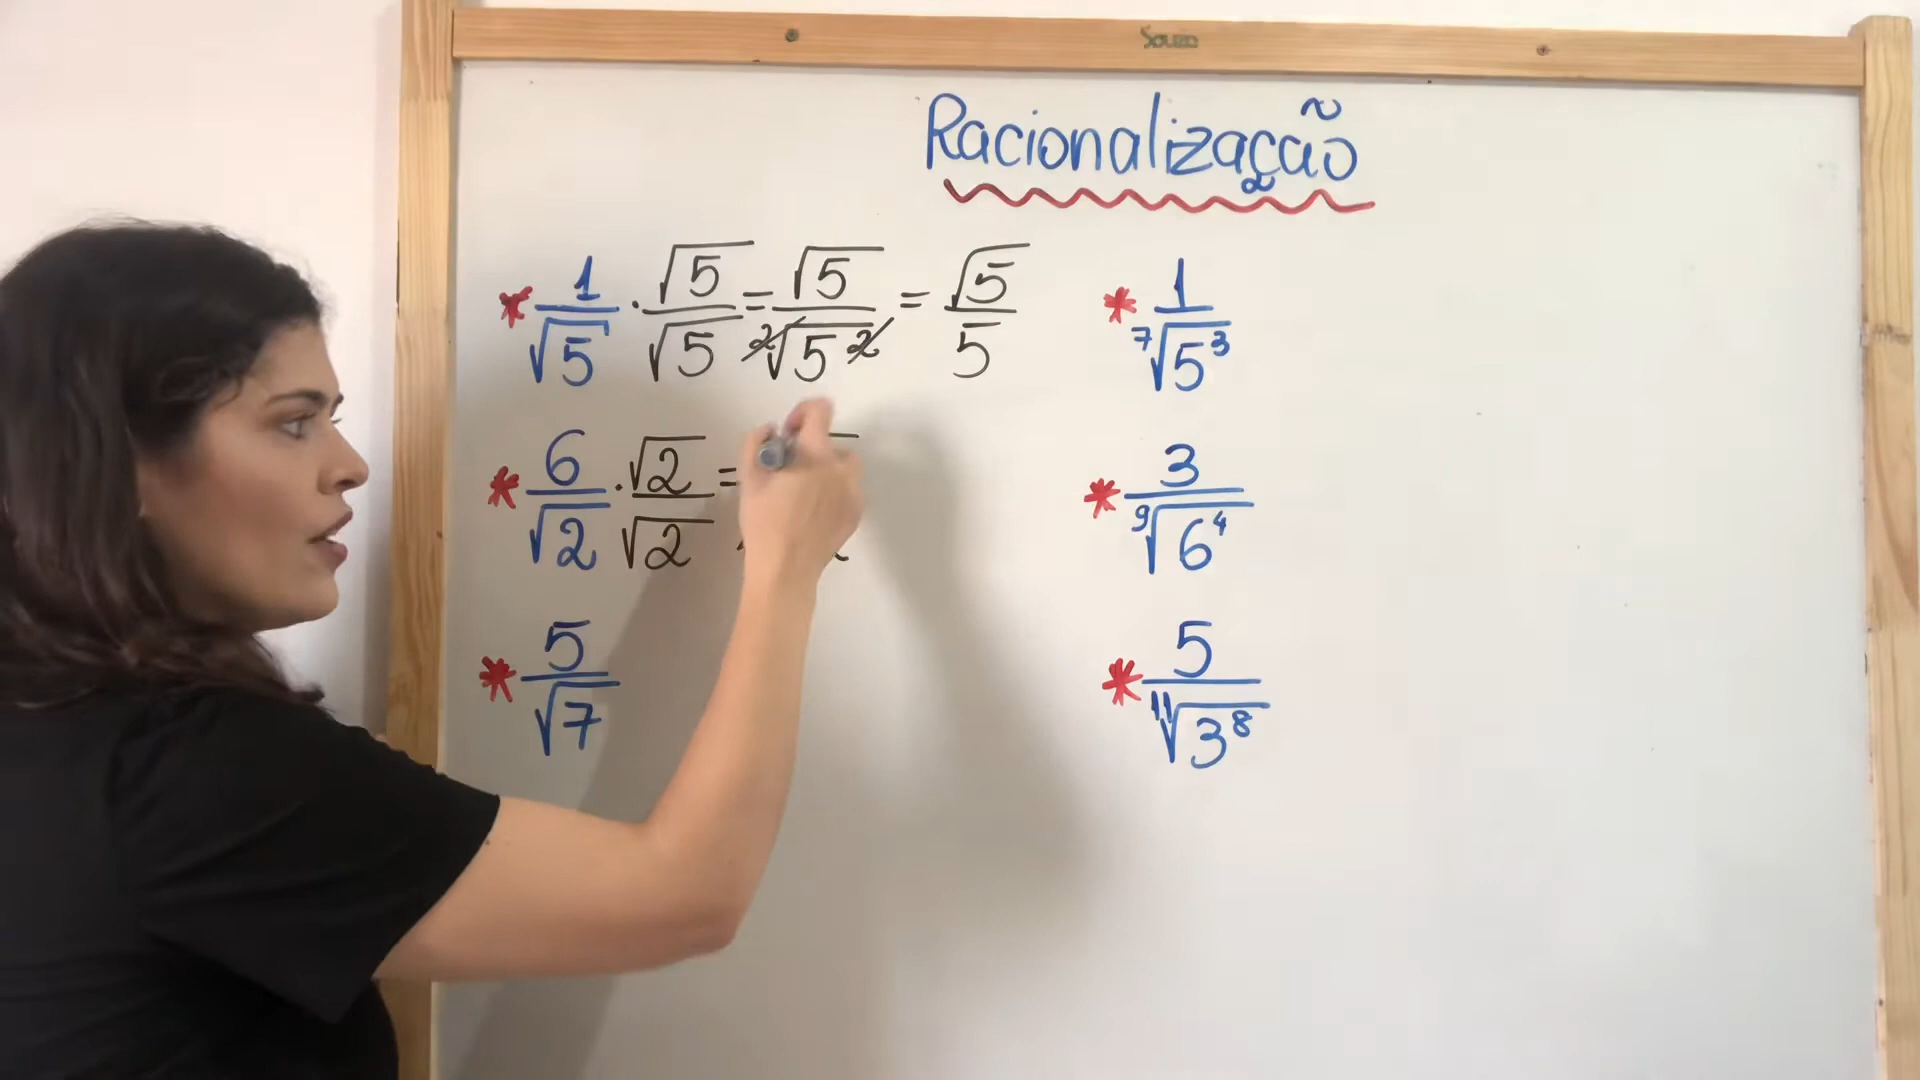 Souza
Racionalização
* 1/√5 · √5/√5 = √5/²√5² = √5/5
* 6/√2 · √2/√2 =
* 5/√7
* 1/⁷√5³
* 3/⁹√6⁴
* 5/¹¹√3⁸